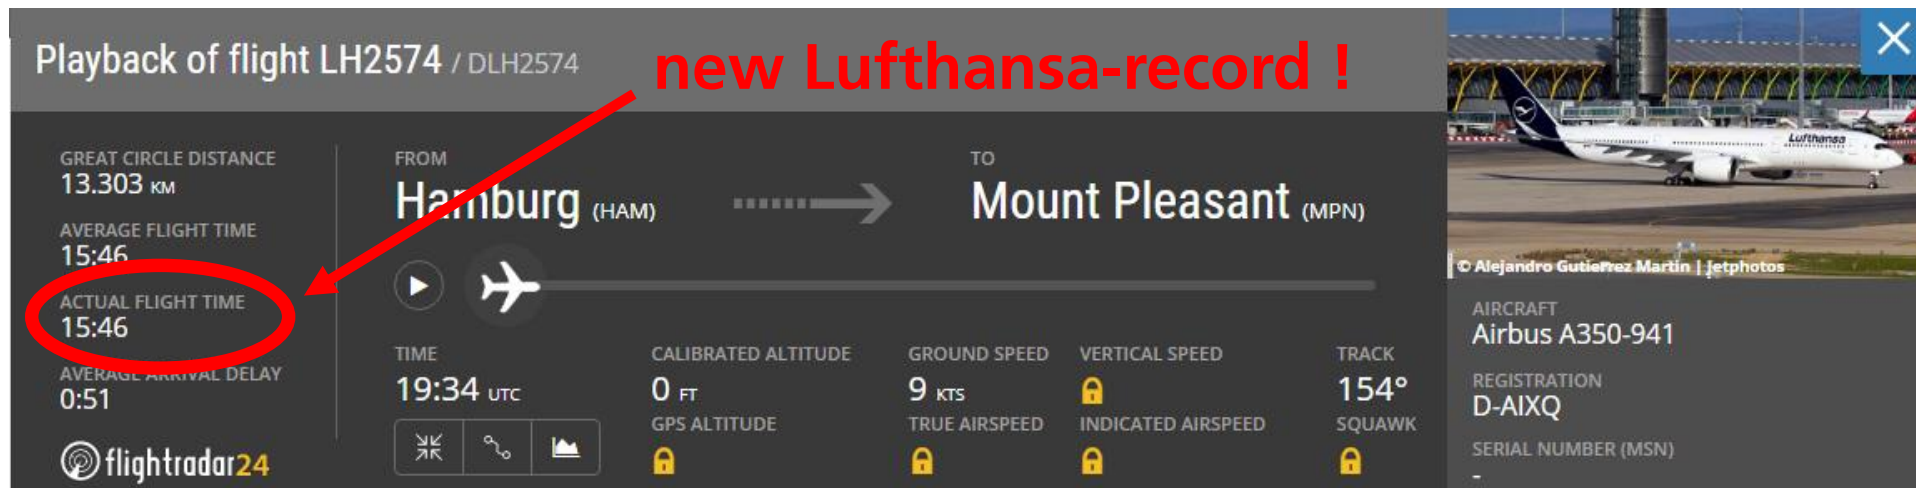 Playback of flight LH2574 / DLH2574
new Lufthansa-record !
GREAT CIRCLE DISTANCE
13.303 KM
AVERAGE FLIGHT TIME
15:46
ACTUAL FLIGHT TIME
15:46
AVERAGE ARRIVAL DELAY
0:51
flightradar24
FROM
Hamburg (HAM)
TO
Mount Pleasant (MPN)
TIME
19:34 UTC
CALIBRATED ALTITUDE
0 FT
GPS ALTITUDE
GROUND SPEED
9 KTS
TRUE AIRSPEED
VERTICAL SPEED
INDICATED AIRSPEED
TRACK
154°
SQUAWK
Lufthansa
© Alejandro Gutierrez Martin | Jetphotos
AIRCRAFT
Airbus A350-941
REGISTRATION
D-AIXQ
SERIAL NUMBER (MSN)
-